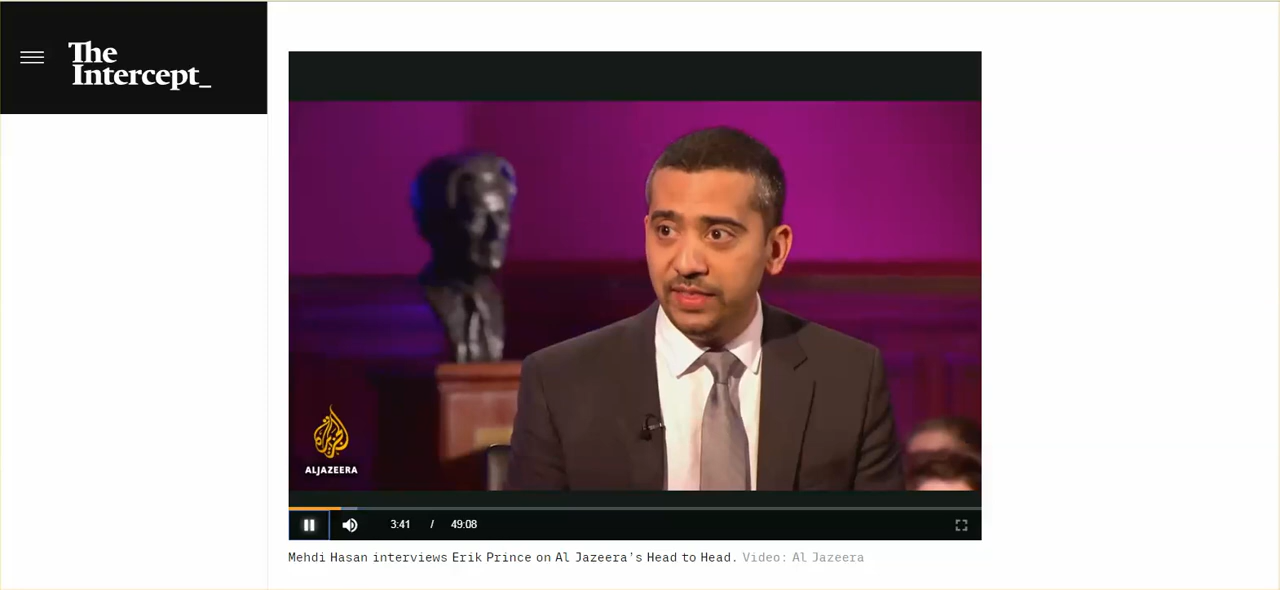 The
Intercept_
الجزيرة
ALJAZEERA
3:41 / 49:08
Mehdi Hasan interviews Erik Prince on Al Jazeera’s Head to Head. Video: Al Jazeera